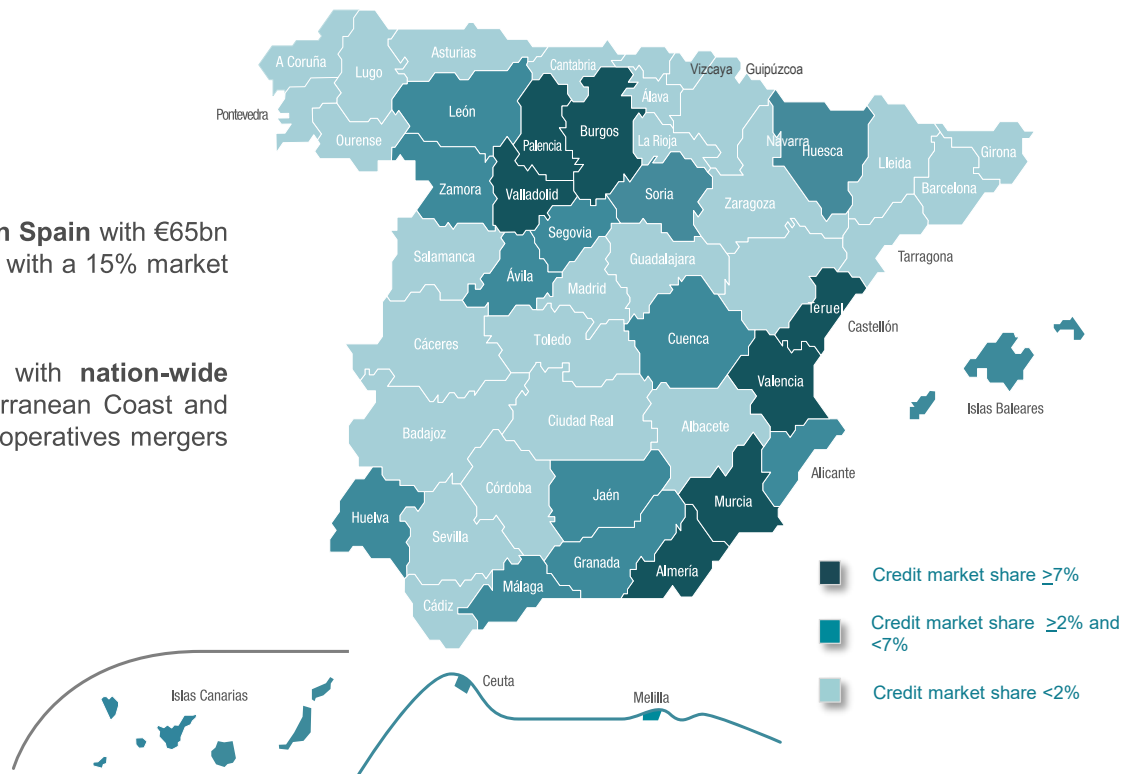 n Spain with €65bn
with a 15% market
with nation-wide
rranean Coast and
operatives mergers
A Coruña
Lugo
Asturias
Cantabria
Vizcaya
Guipúzcoa
Pontevedra
Ourense
León
Palencia
Burgos
Álava
La Rioja
Navarra
Huesca
Lleida
Girona
Barcelona
Zamora
Valladolid
Soria
Zaragoza
Segovia
Tarragona
Salamanca
Ávila
Guadalajara
Madrid
Teruel
Castellón
Cáceres
Toledo
Cuenca
Valencia
Islas Baleares
Badajoz
Ciudad Real
Albacete
Alicante
Córdoba
Jaén
Murcia
Huelva
Sevilla
Granada
Almería
Málaga
Cádiz
Credit market share >7%
Credit market share >2% and
<7%
Credit market share <2%
Islas Canarias
Ceuta
Melilla